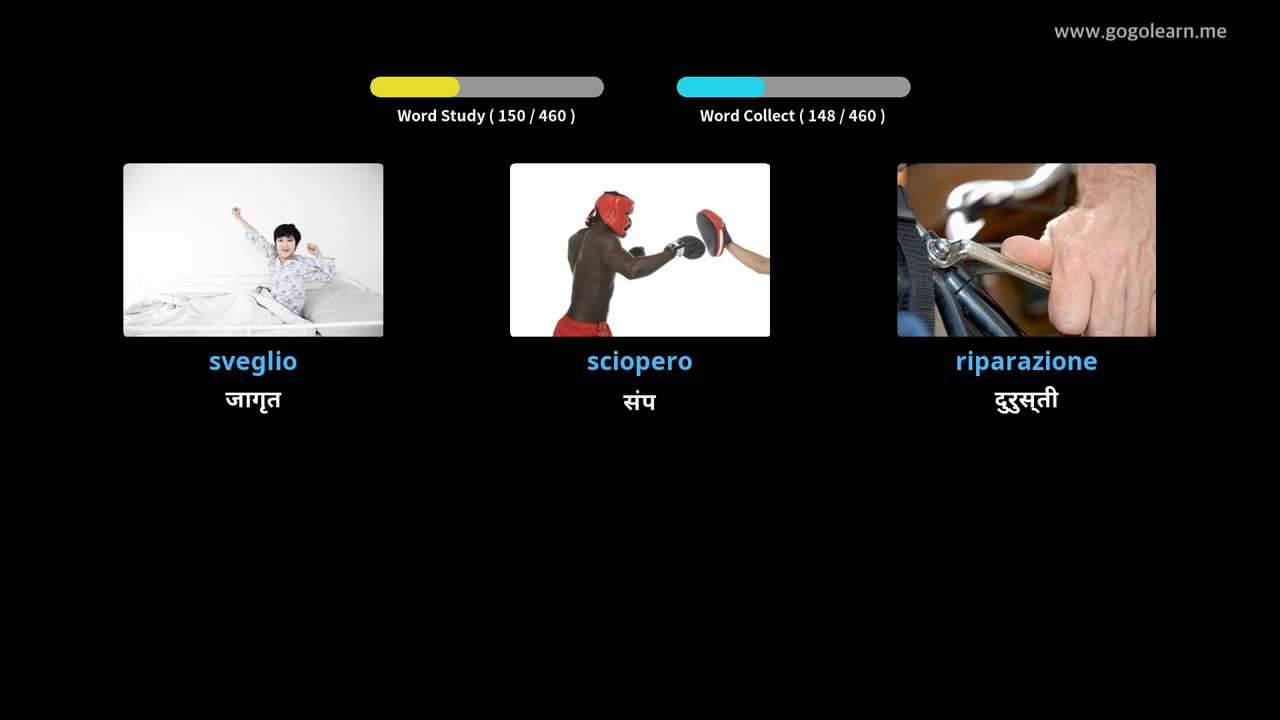 www.gogolearn.me
Word Study ( 150 / 460 )
Word Collect ( 148 / 460 )
sveglio
sciopero
riparazione
जागृत
संप
दुरुस्ती